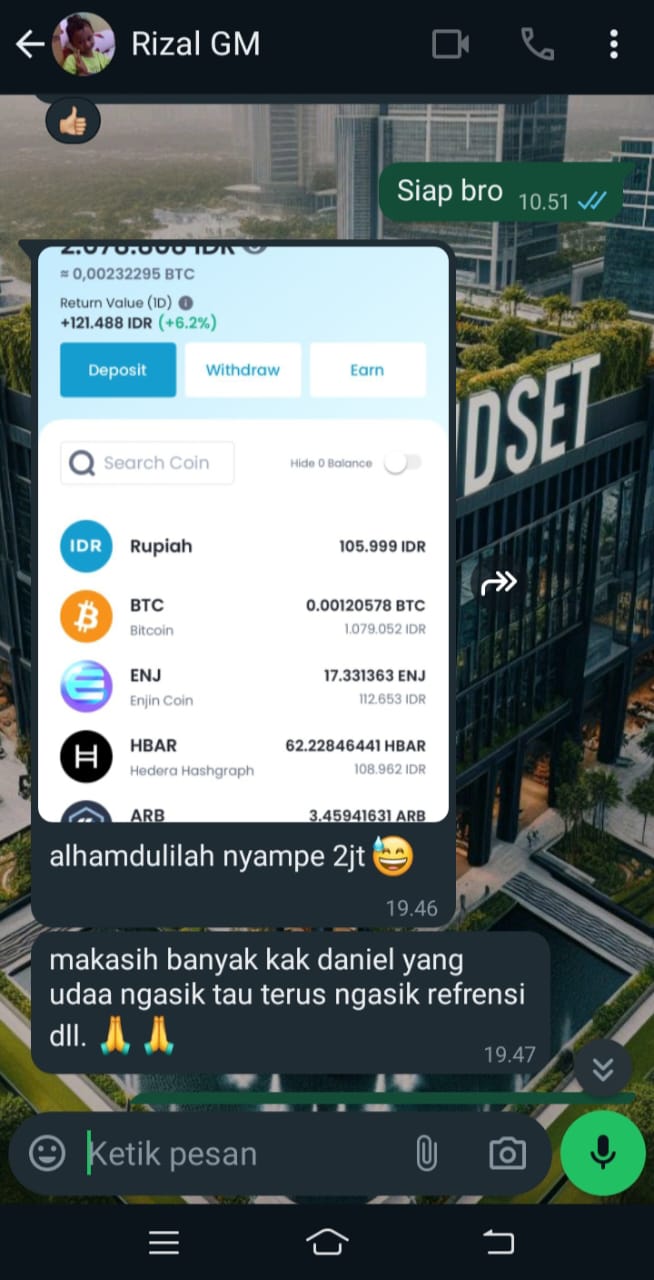 Rizal GM
Siap bro 10.51
≈ 0,00232295 BTC
Return Value (1D)
+121.488 IDR (+6.2%)
Deposit Withdraw Earn
Search Coin Hide 0 Balance
IDR Rupiah 105.999 IDR
BTC 0.00120578 BTC
Bitcoin 1.079.052 IDR
ENJ 17.331363 ENJ
Enjin Coin 112.653 IDR
HBAR 62.22846441 HBAR
Hedera Hashgraph 108.962 IDR
ARB 3.45941631 ARB
DSET
alhamdulilah nyampe 2jt 😅
19.46
makasih banyak kak daniel yang
udaa ngasik tau terus ngasik refrensi
dll. 🙏 🙏
19.47
Ketik pesan